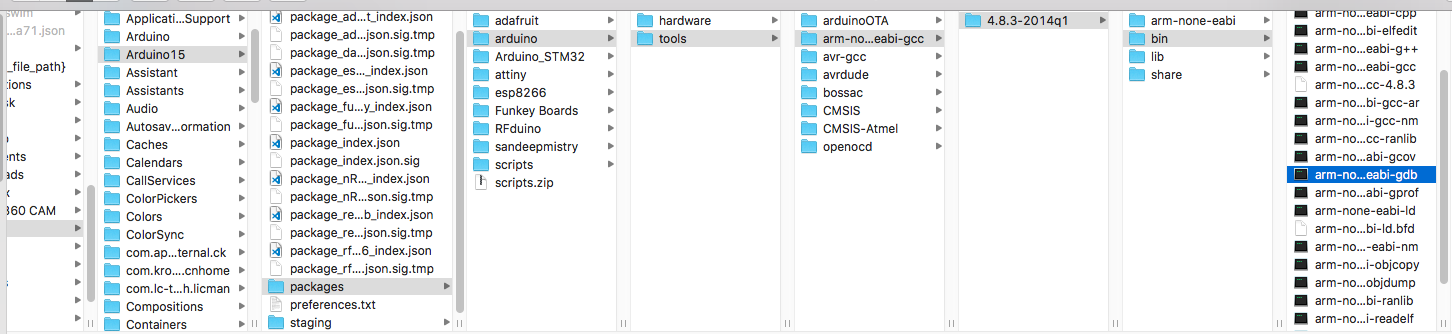 swim
...a71.json
_file_path}
tions
sk
o
ents
ads
x
360 CAM
s
Applicati...Support
Arduino
Arduino15
Assistant
Assistants
Audio
Autosav...ormation
Caches
Calendars
CallServices
ColorPickers
Colors
ColorSync
com.ap...ternal.ck
com.kro....cnhome
com.lc-t...h.licman
Compositions
Containers
package_ad...t_index.json
package_ad...json.sig.tmp
package_da...json.sig.tmp
package_es..._index.json
package_es...json.sig.tmp
package_fu...y_index.json
package_fu...json.sig.tmp
package_index.json
package_index.json.sig
package_nR..._index.json
package_nR...son.sig.tmp
package_re...b_index.json
package_re...json.sig.tmp
package_rf...6_index.json
package_rf....json.sig.tmp
packages
preferences.txt
staging
adafruit
arduino
Arduino_STM32
attiny
esp8266
Funkey Boards
RFduino
sandeepmistry
scripts
scripts.zip
hardware
tools
arduinoOTA
arm-no...eabi-gcc
avr-gcc
avrdude
bossac
CMSIS
CMSIS-Atmel
openocd
4.8.3-2014q1
arm-none-eabi
bin
lib
share
arm-no...eabi-cpp
arm-no...bi-elfedit
arm-no...eabi-g++
arm-no...eabi-gcc
arm-no...cc-4.8.3
arm-no...bi-gcc-ar
arm-no...i-gcc-nm
arm-no...cc-ranlib
arm-no...abi-gcov
arm-no...eabi-gdb
arm-no...abi-gprof
arm-none-eabi-ld
arm-no...bi-ld.bfd
arm-no...-eabi-nm
arm-no...i-objcopy
arm-no...objdump
arm-no...bi-ranlib
arm-no...i-readelf